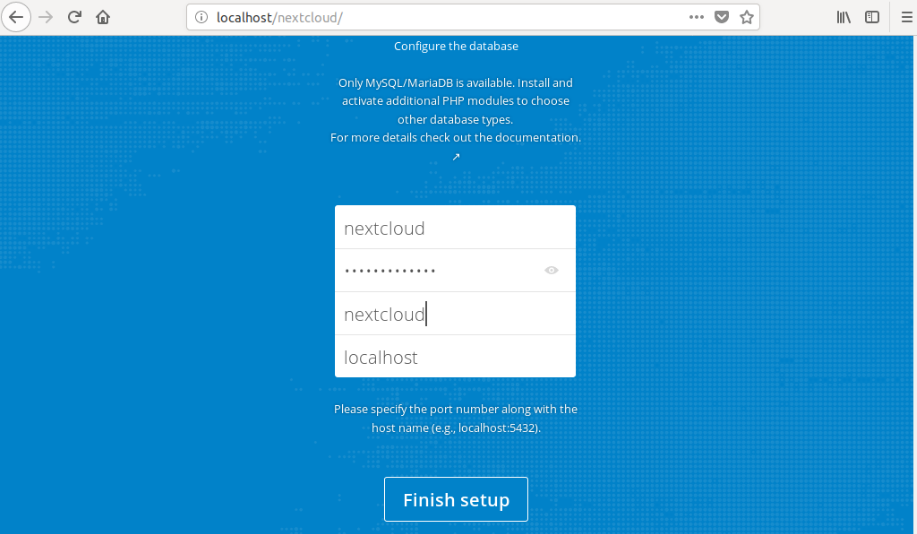 localhost/nextcloud/
Configure the database
Only MySQL/MariaDB is available. Install and
activate additional PHP modules to choose
other database types.
For more details check out the documentation.
↗
nextcloud
•••••••••••••
nextcloud
localhost
Please specify the port number along with the
host name (e.g., localhost:5432).
Finish setup